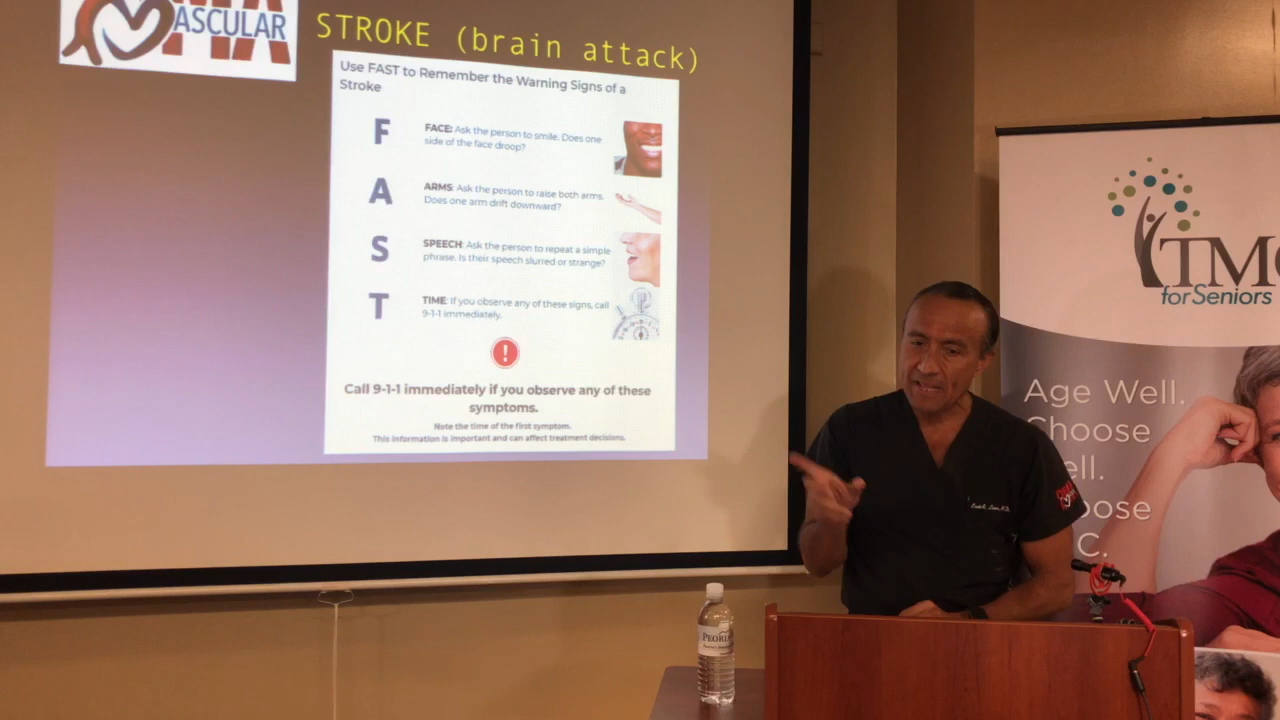 ASCULAR
STROKE (brain attack)
Use FAST to Remember the Warning Signs of a
Stroke
F
FACE: Ask the person to smile. Does one
side of the face droop?
A
ARMS: Ask the person to raise both arms.
Does one arm drift downward?
S
SPEECH: Ask the person to repeat a simple
phrase. Is their speech slurred or strange?
T
TIME: If you observe any of these signs, call
9-1-1 immediately.
!
Call 9-1-1 immediately if you observe any of these
symptoms.
Note the time of the first symptom.
This information is important and can affect treatment decisions.
TM
for Seniors
Age Well.
Choose
ell.
oose
C.
PEORI